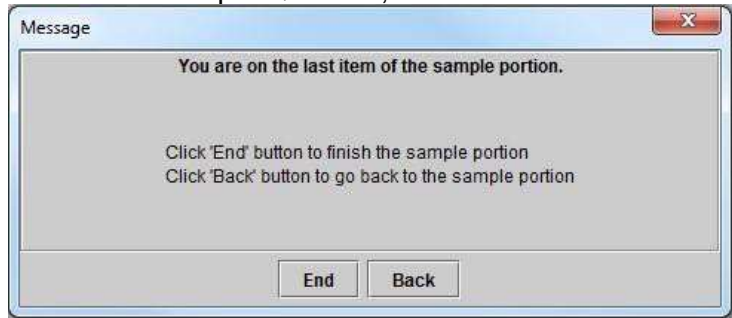 Message
You are on the last item of the sample portion.
Click 'End' button to finish the sample portion
Click 'Back' button to go back to the sample portion
End Back